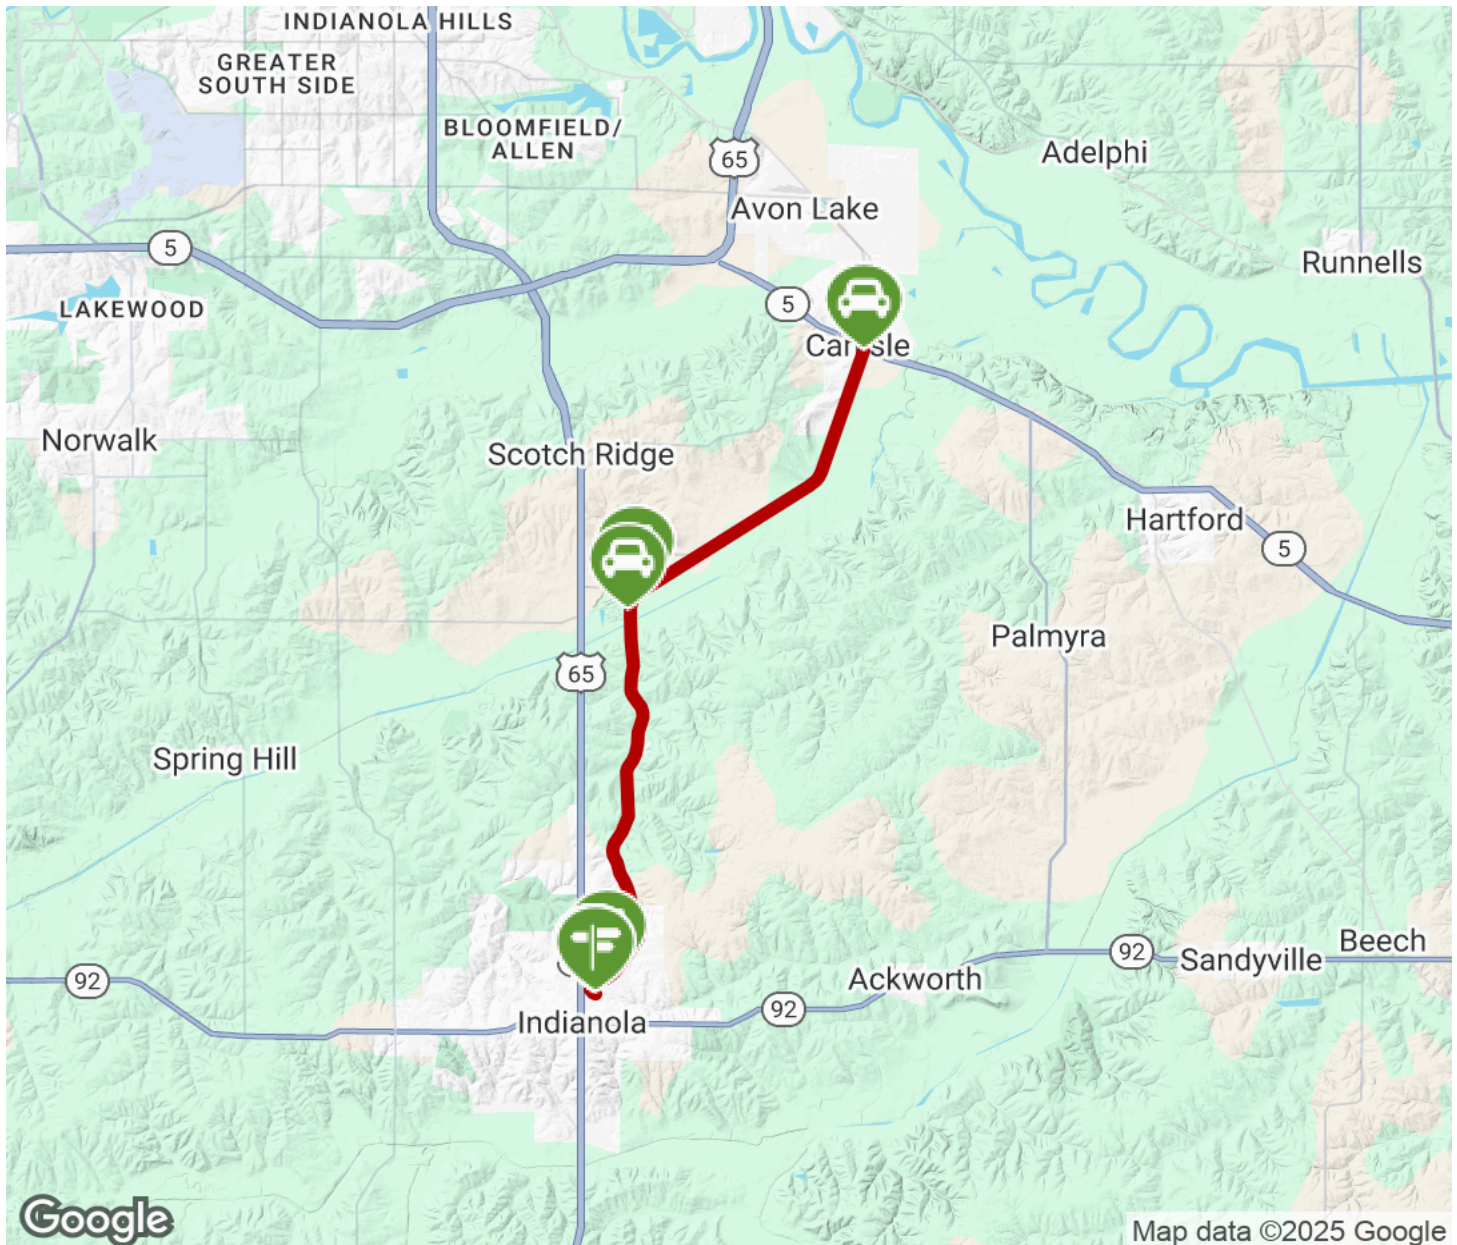 INDIANOLA HILLS
GREATER
SOUTH SIDE
BLOOMFIELD/
ALLEN
65
Adelphi
Avon Lake
5
Runnells
LAKEWOOD
5
Carlisle
Norwalk
Scotch Ridge
Hartford
5
Palmyra
65
Spring Hill
Beech
92
Sandyville
92
Ackworth
92
Indianola
Google
Map data ©2025 Google